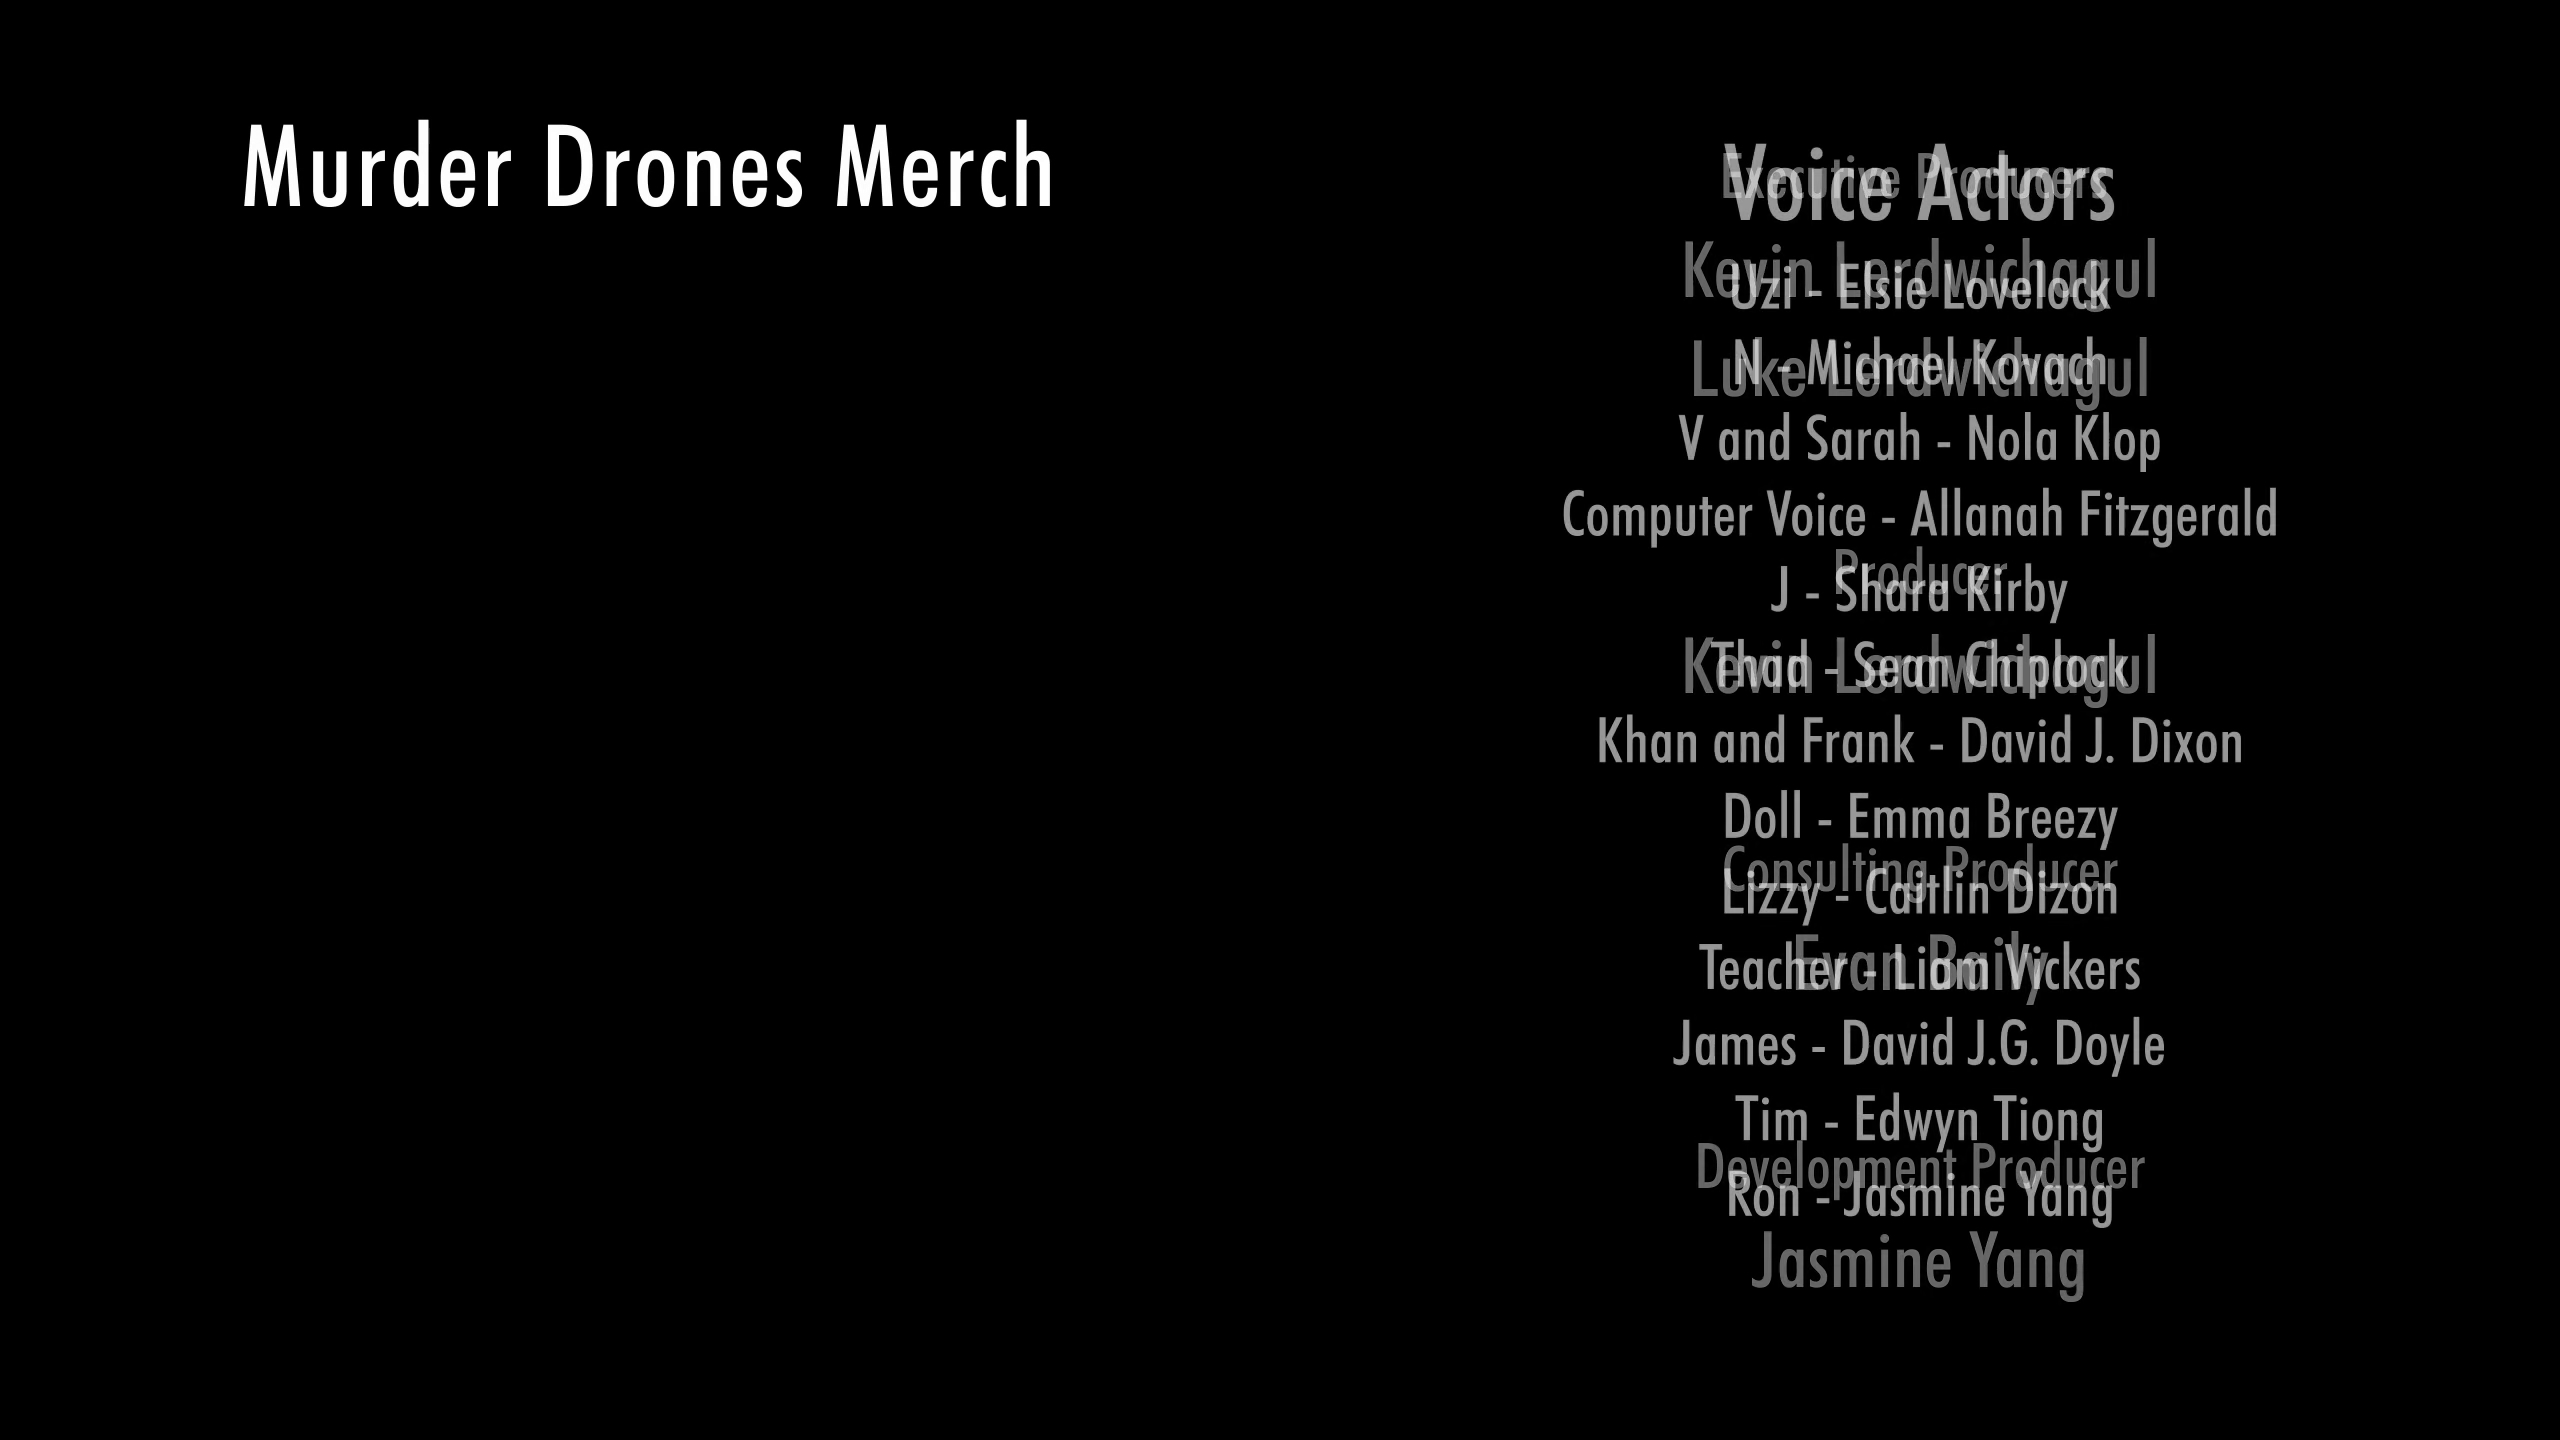 Murder Drones Merch
Voice Actors
Uzi - Elsie Lovelock
N - Michael Kovach
V and Sarah - Nola Klop
Computer Voice - Allanah Fitzgerald
J - Shara Kirby
Thad - Sean Chiplock
Khan and Frank - David J. Dixon
Doll - Emma Breezy
Lizzy - Caitlin Dizon
Teacher - Liam Vickers
James - David J.G. Doyle
Tim - Edwyn Tiong
Ron - Jasmine Yang
Executive Producers
Kevin Lerdwichagul
Luke Lerdwichagul
Producer
Kevin Lerdwichagul
Consulting Producer
Evan Baily
Development Producer
Jasmine Yang